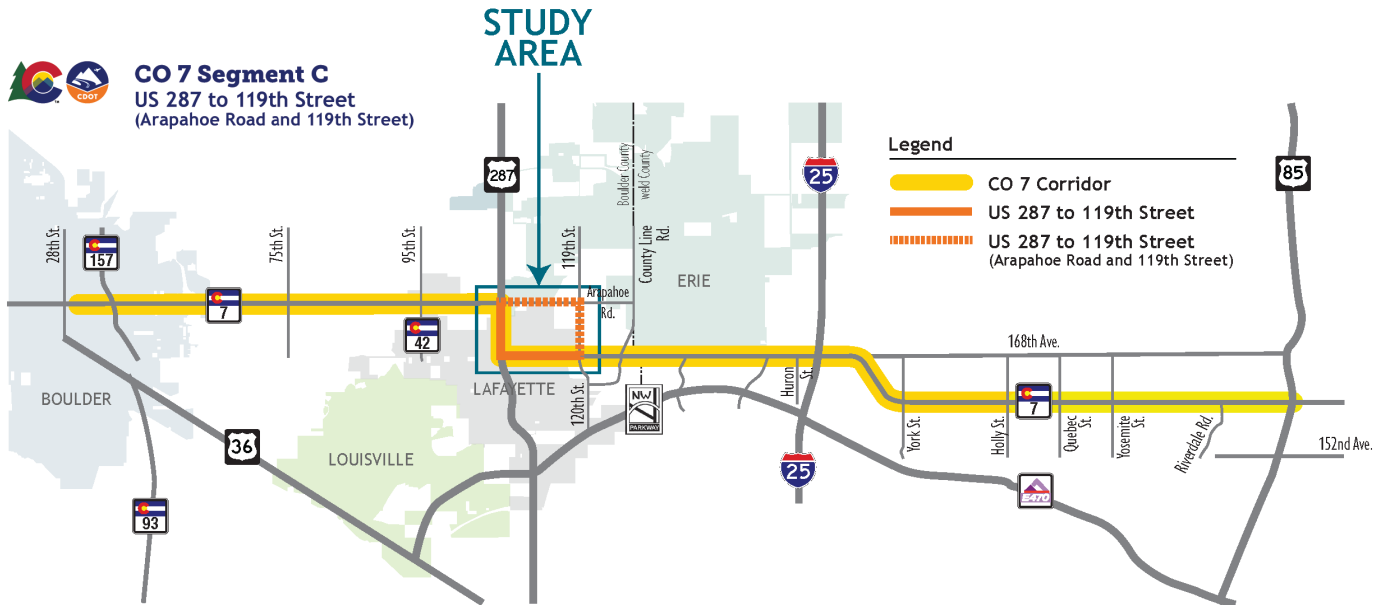 STUDY
AREA
CDOT
CO 7 Segment C
US 287 to 119th Street
(Arapahoe Road and 119th Street)
Legend
CO 7 Corridor
US 287 to 119th Street
US 287 to 119th Street
(Arapahoe Road and 119th Street)
287
25
85
Boulder County
weld County
28th St.
157
75th St.
95th St.
119th St.
County Line
Rd.
ERIE
Arapahoe
Rd.
7
42
168th Ave.
LAFAYETTE
120th St.
Huron
St.
BOULDER
NW
PARKWAY
7
York St.
Holly St.
Quebec
St.
Yosemite
St.
Riverdale Rd.
152nd Ave.
36
LOUISVILLE
25
E470
93